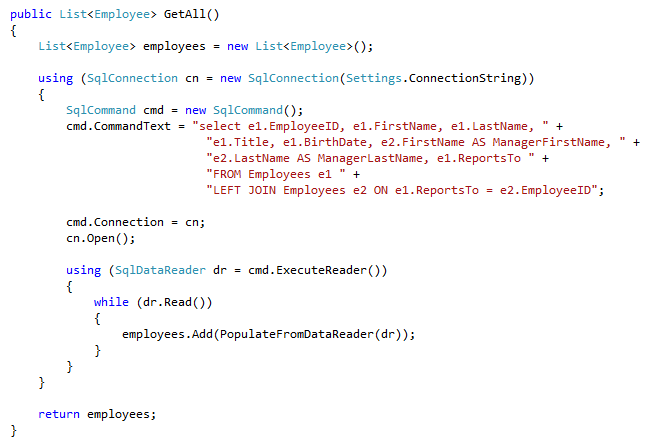 public List<Employee> GetAll()
{
    List<Employee> employees = new List<Employee>();

    using (SqlConnection cn = new SqlConnection(Settings.ConnectionString))
    {
        SqlCommand cmd = new SqlCommand();
        cmd.CommandText = "select e1.EmployeeID, e1.FirstName, e1.LastName, " +
                            "e1.Title, e1.BirthDate, e2.FirstName AS ManagerFirstName, " +
                            "e2.LastName AS ManagerLastName, e1.ReportsTo " +
                            "FROM Employees e1 " +
                            "LEFT JOIN Employees e2 ON e1.ReportsTo = e2.EmployeeID";

        cmd.Connection = cn;
        cn.Open();

        using (SqlDataReader dr = cmd.ExecuteReader())
        {
            while (dr.Read())
            {
                employees.Add(PopulateFromDataReader(dr));
            }
        }
    }

    return employees;
}